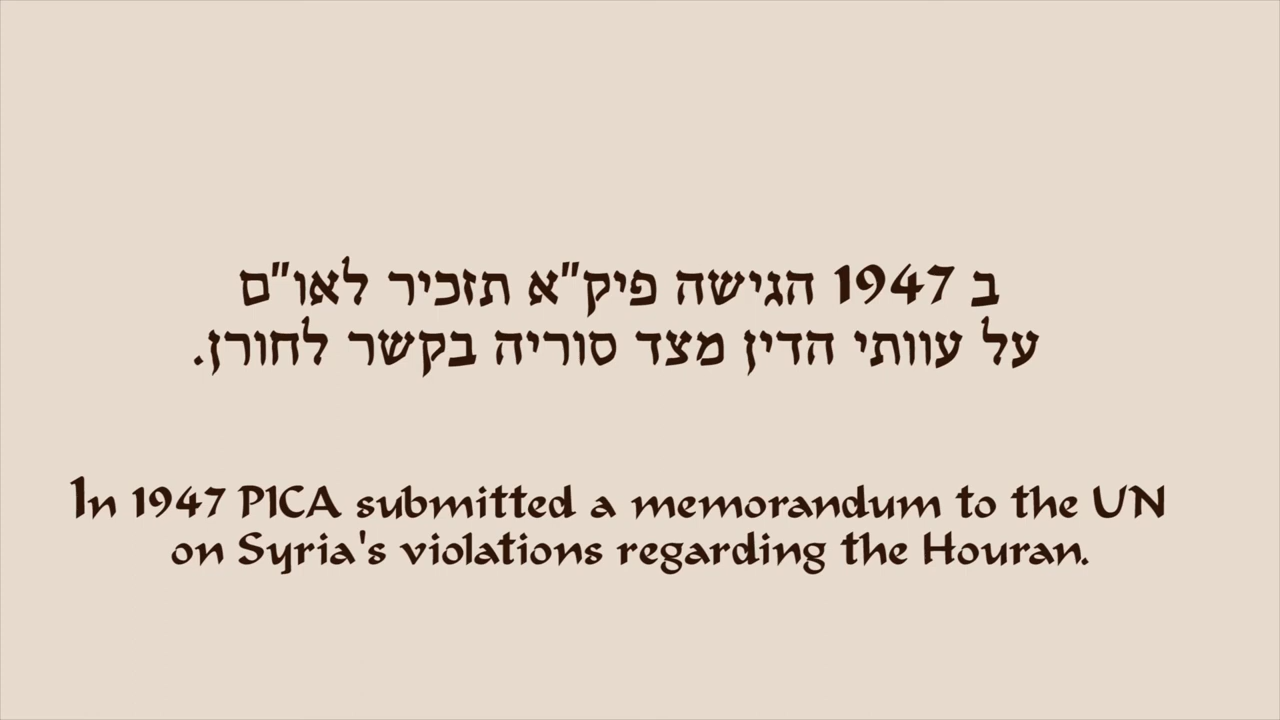 ב 1947 הגישה פיק"א תזכיר לאו"ם
על עוותי הדין מצד סוריה בקשר לחורן.
In 1947 PICA submitted a memorandum to the UN
on Syria's violations regarding the Houran.